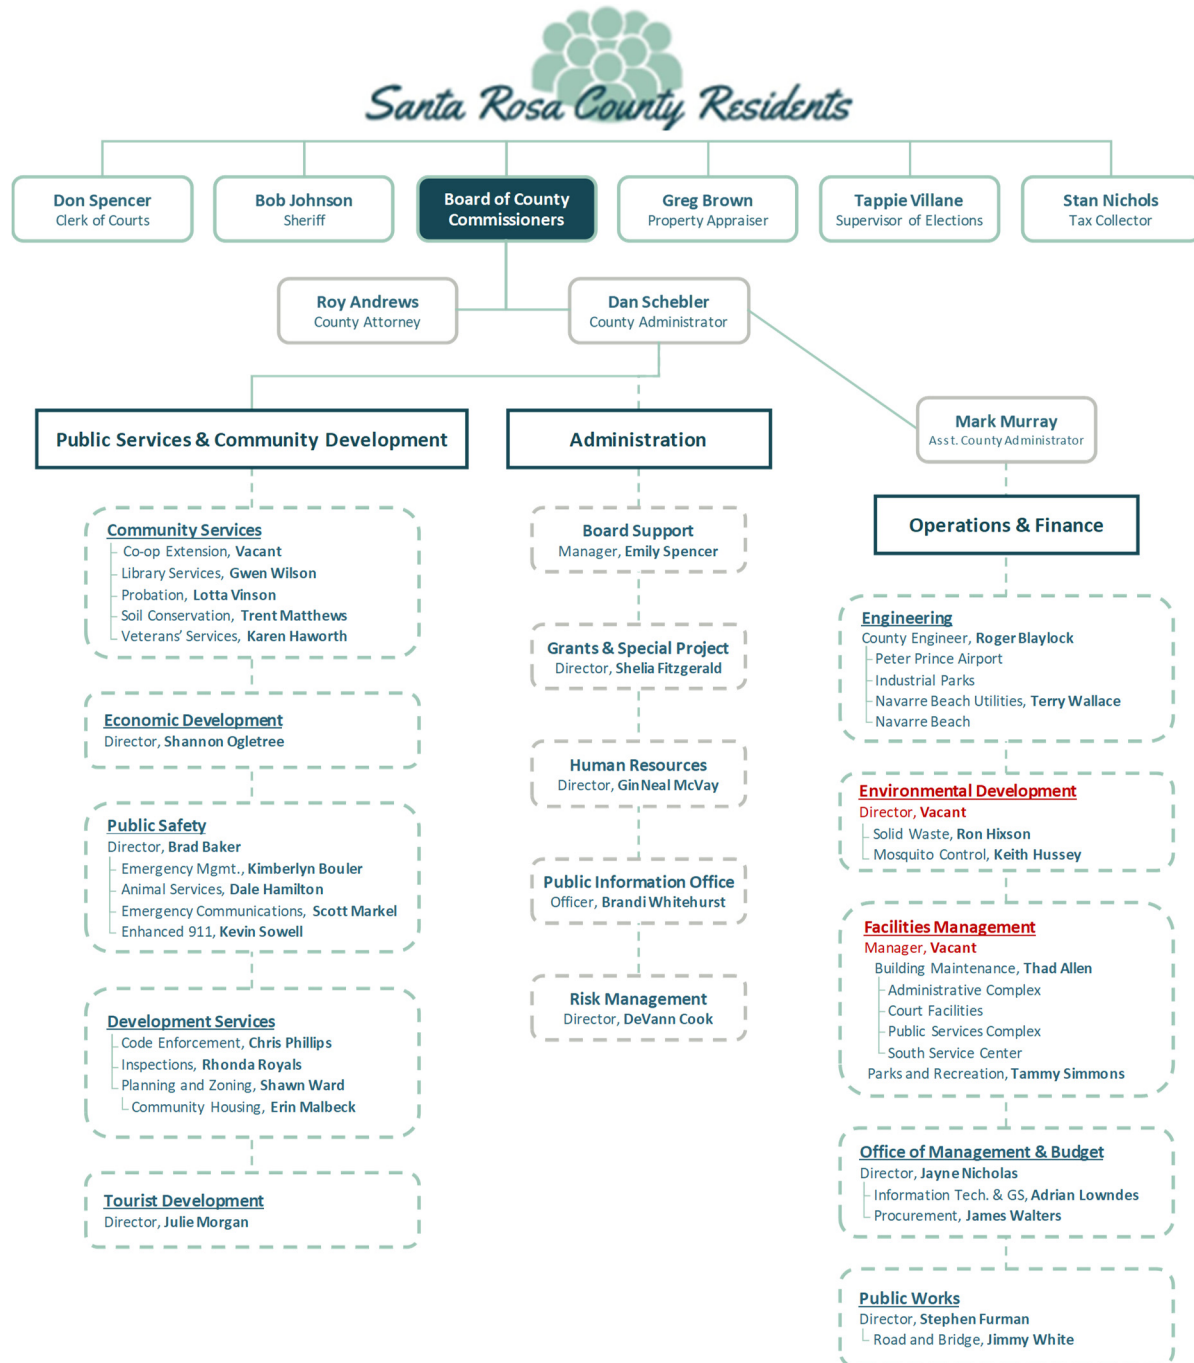 Santa Rosa County Residents
Don Spencer
Clerk of Courts
Bob Johnson
Sheriff
Board of County
Commissioners
Greg Brown
Property Appraiser
Tappie Villane
Supervisor of Elections
Stan Nichols
Tax Collector
Roy Andrews
County Attorney
Dan Schebler
County Administrator
Mark Murray
Asst. County Administrator
Public Services & Community Development
Community Services
Co-op Extension, Vacant
Library Services, Gwen Wilson
Probation, Lotta Vinson
Soil Conservation, Trent Matthews
Veterans' Services, Karen Haworth
Economic Development
Director, Shannon Ogletree
Public Safety
Director, Brad Baker
Emergency Mgmt., Kimberlyn Bouler
Animal Services, Dale Hamilton
Emergency Communications, Scott Markel
Enhanced 911, Kevin Sowell
Development Services
Code Enforcement, Chris Phillips
Inspections, Rhonda Royals
Planning and Zoning, Shawn Ward
Community Housing, Erin Malbeck
Tourist Development
Director, Julie Morgan
Administration
Board Support
Manager, Emily Spencer
Grants & Special Project
Director, Shelia Fitzgerald
Human Resources
Director, GinNeal McVay
Public Information Office
Officer, Brandi Whitehurst
Risk Management
Director, DeVann Cook
Operations & Finance
Engineering
County Engineer, Roger Blaylock
Peter Prince Airport
Industrial Parks
Navarre Beach Utilities, Terry Wallace
Navarre Beach
Environmental Development
Director, Vacant
Solid Waste, Ron Hixson
Mosquito Control, Keith Hussey
Facilities Management
Manager, Vacant
Building Maintenance, Thad Allen
Administrative Complex
Court Facilities
Public Services Complex
South Service Center
Parks and Recreation, Tammy Simmons
Office of Management & Budget
Director, Jayne Nicholas
Information Tech. & GS, Adrian Lowndes
Procurement, James Walters
Public Works
Director, Stephen Furman
Road and Bridge, Jimmy White